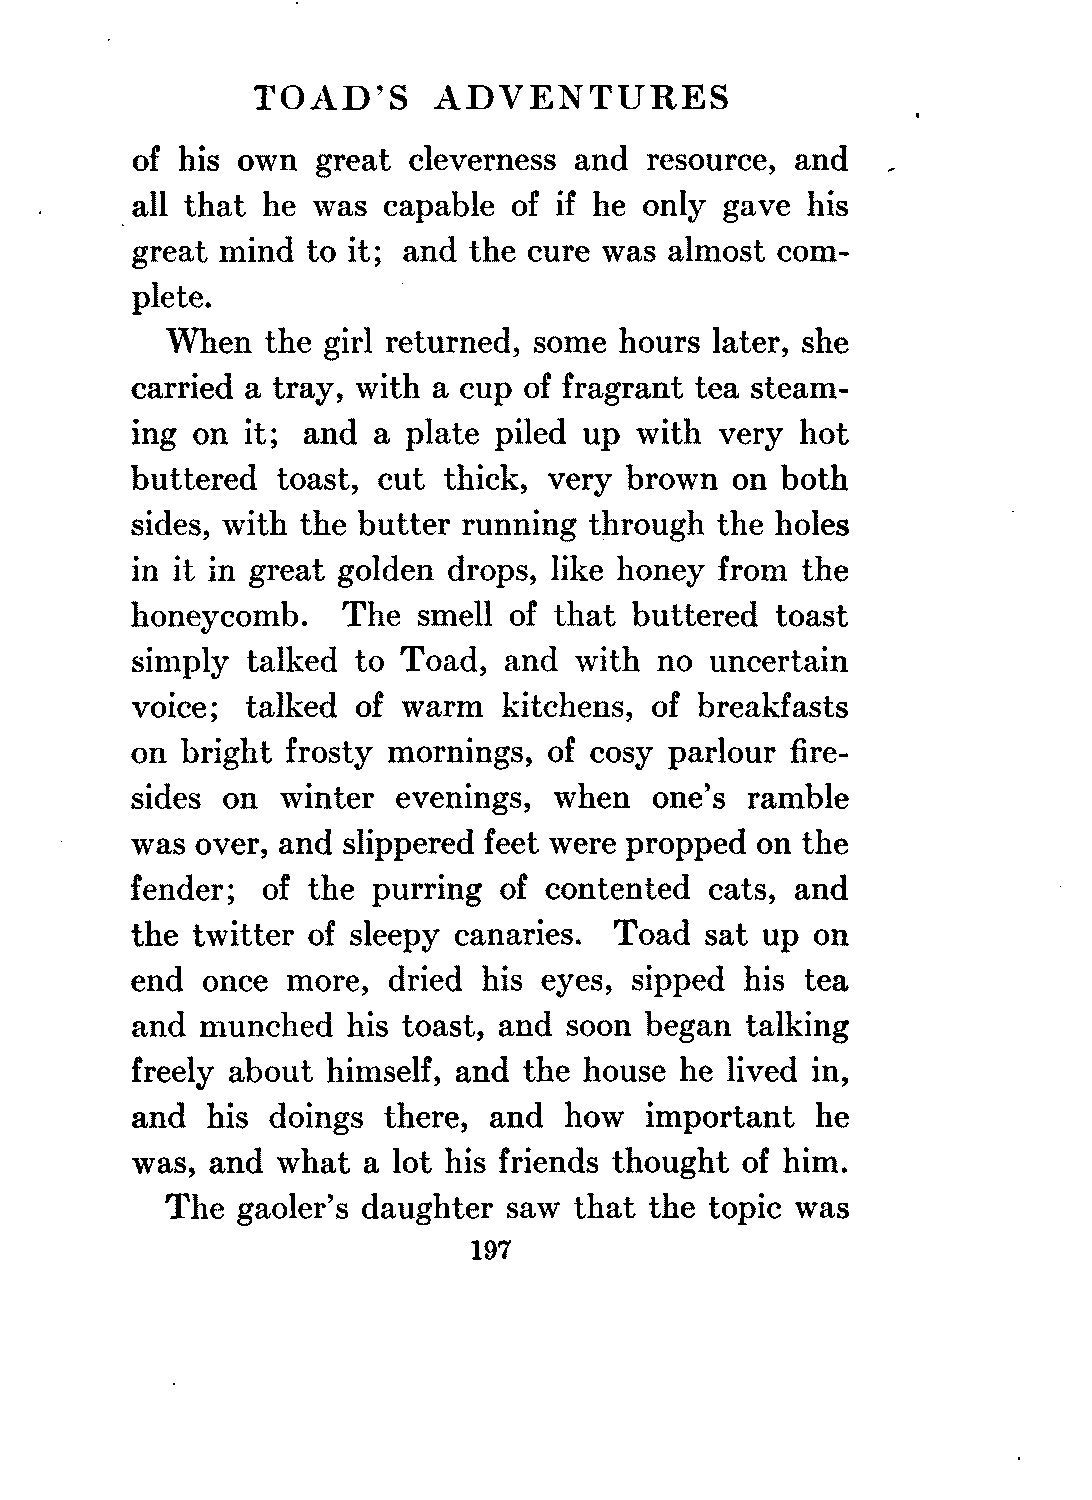 TOAD'S ADVENTURES
of his own great cleverness and resource, and
all that he was capable of if he only gave his
great mind to it; and the cure was almost com-
plete.
When the girl returned, some hours later, she
carried a tray, with a cup of fragrant tea steam-
ing on it; and a plate piled up with very hot
buttered toast, cut thick, very brown on both
sides, with the butter running through the holes
in it in great golden drops, like honey from the
honeycomb. The smell of that buttered toast
simply talked to Toad, and with no uncertain
voice; talked of warm kitchens, of breakfasts
on bright frosty mornings, of cosy parlour fire-
sides on winter evenings, when one's ramble
was over, and slippered feet were propped on the
fender; of the purring of contented cats, and
the twitter of sleepy canaries. Toad sat up on
end once more, dried his eyes, sipped his tea
and munched his toast, and soon began talking
freely about himself, and the house he lived in,
and his doings there, and how important he
was, and what a lot his friends thought of him.
The gaoler's daughter saw that the topic was
197